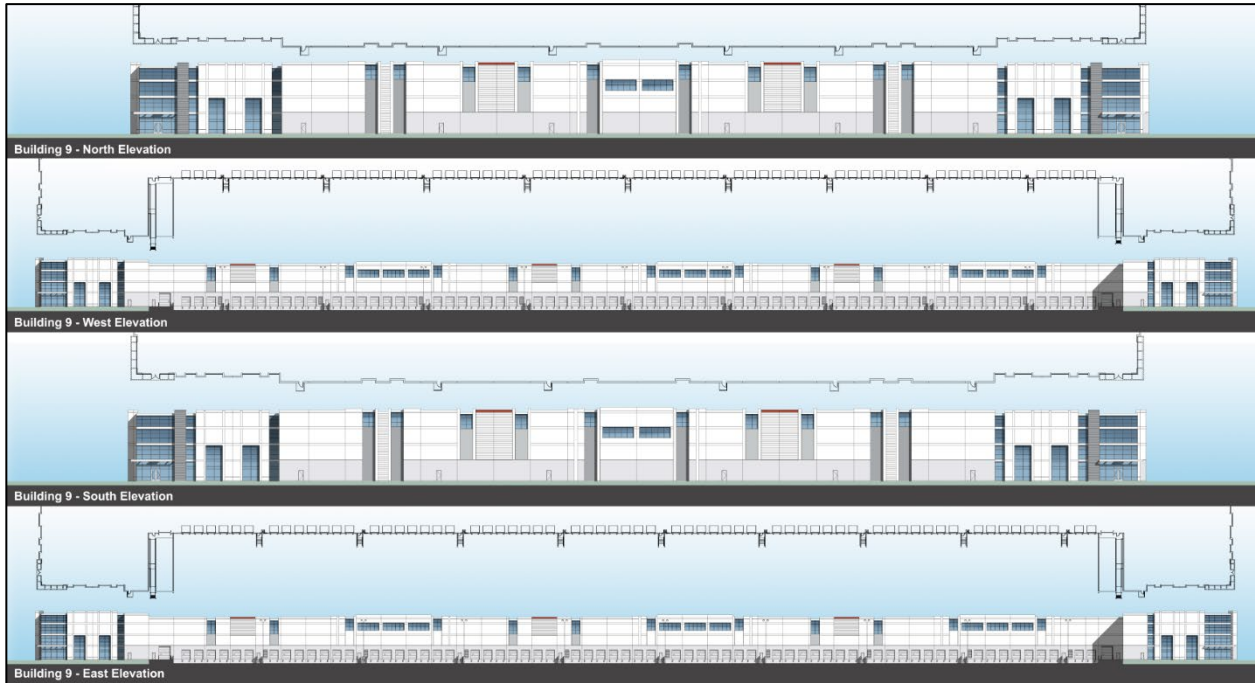 Building 9 - North Elevation
Building 9 - West Elevation
Building 9 - South Elevation
Building 9 - East Elevation